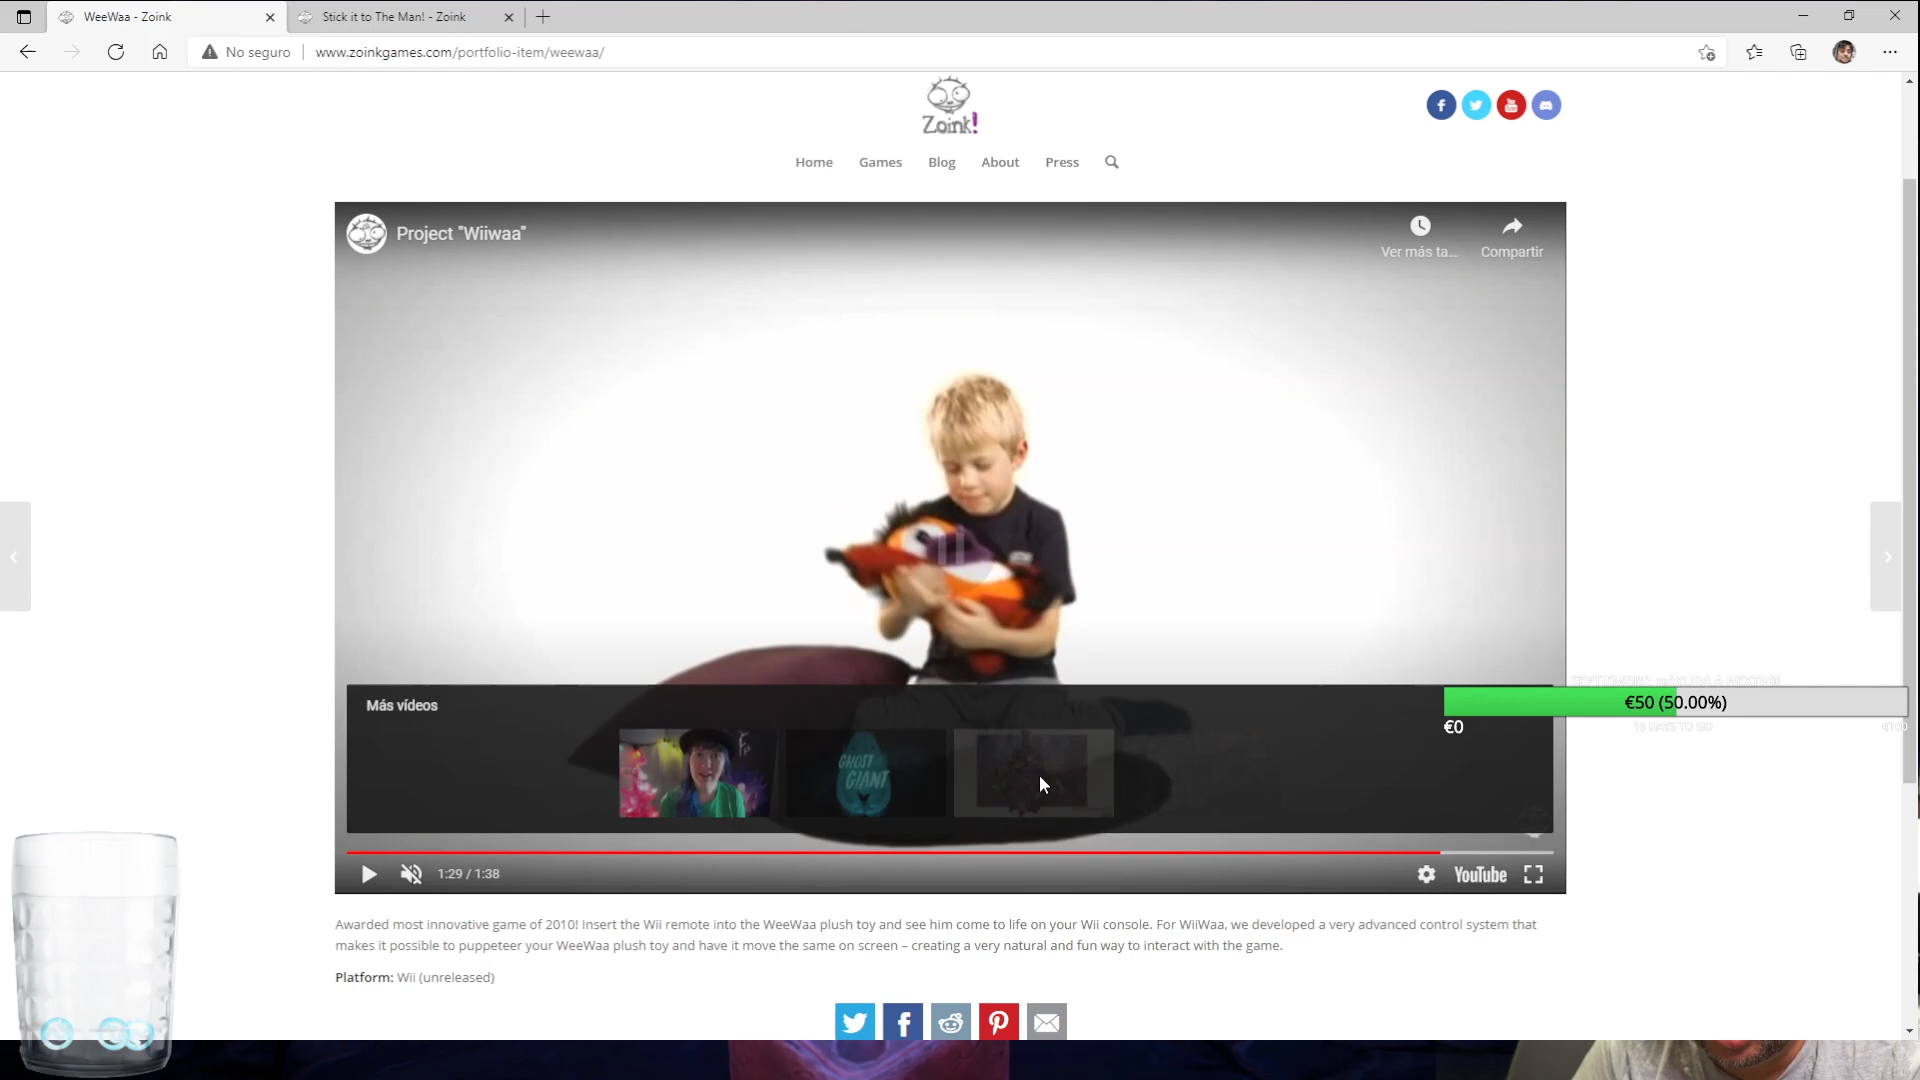 WeeWaa - Zoink
Stick it to The Man! - Zoink
No seguro
www.zoinkgames.com/portfolio-item/weewaa/
Zoink!
Home
Games
Blog
About
Press
Project "Wiiwaa"
Ver más ta...
Compartir
Más vídeos
GHOST
GIANT
€50 (50.00%)
€0
1:29 / 1:38
YouTube
Awarded most innovative game of 2010! Insert the Wii remote into the WeeWaa plush toy and see him come to life on your Wii console. For WiiWaa, we developed a very advanced control system that
makes it possible to puppeteer your WeeWaa plush toy and have it move the same on screen – creating a very natural and fun way to interact with the game.
Platform: Wii (unreleased)